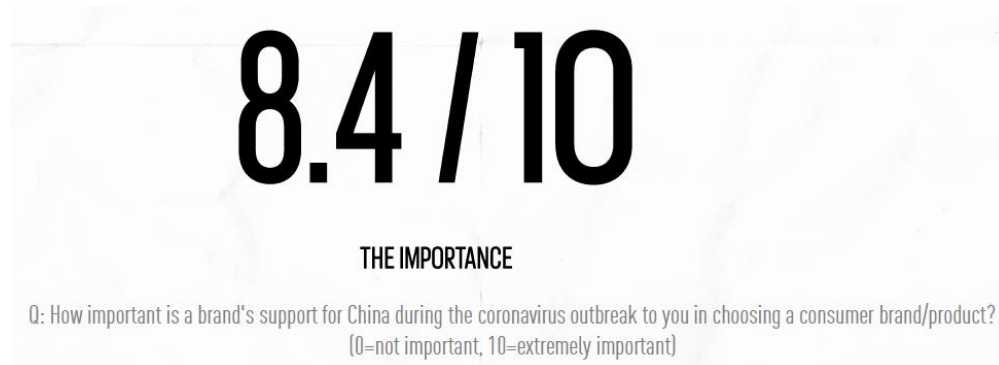 8.4 / 10
THE IMPORTANCE
Q: How important is a brand's support for China during the coronavirus outbreak to you in choosing a consumer brand/product?
(0=not important, 10=extremely important)